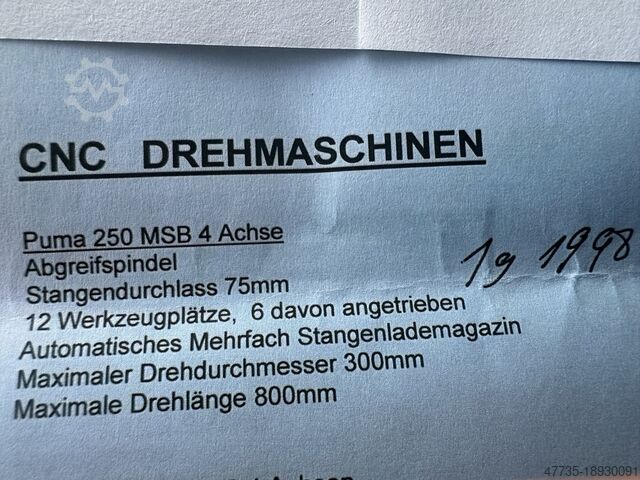 CNC DREHMASCHINEN
Puma 250 MSB 4 Achse
Abgreifspindel
Stangendurchlass 75mm
12 Werkzeugplätze, 6 davon angetrieben
Automatisches Mehrfach Stangenlademagazin
Maximaler Drehdurchmesser 300mm
Maximale Drehlänge 800mm
1998
47735-18930091